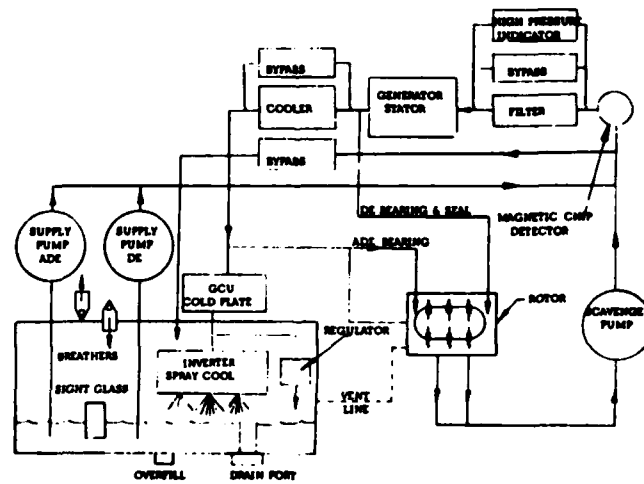 HIGH PRESSURE
INDICATOR
BYPASS
BYPASS
GENERATOR
STATOR
COOLER
FILTER
BYPASS
DE BEARING & SEAL
MAGNETIC CHIP
DETECTOR
SUPPLY
PUMP
ADE
SUPPLY
PUMP
DE
ADE BEARING
GCU
COLD PLATE
ROTOR
SCAVENGE
PUMP
REGULATOR
BREATHERS
INVERTER
SPRAY COOL
SIGHT GLASS
VENT
LINE
OVERFILL
DRAIN PORT